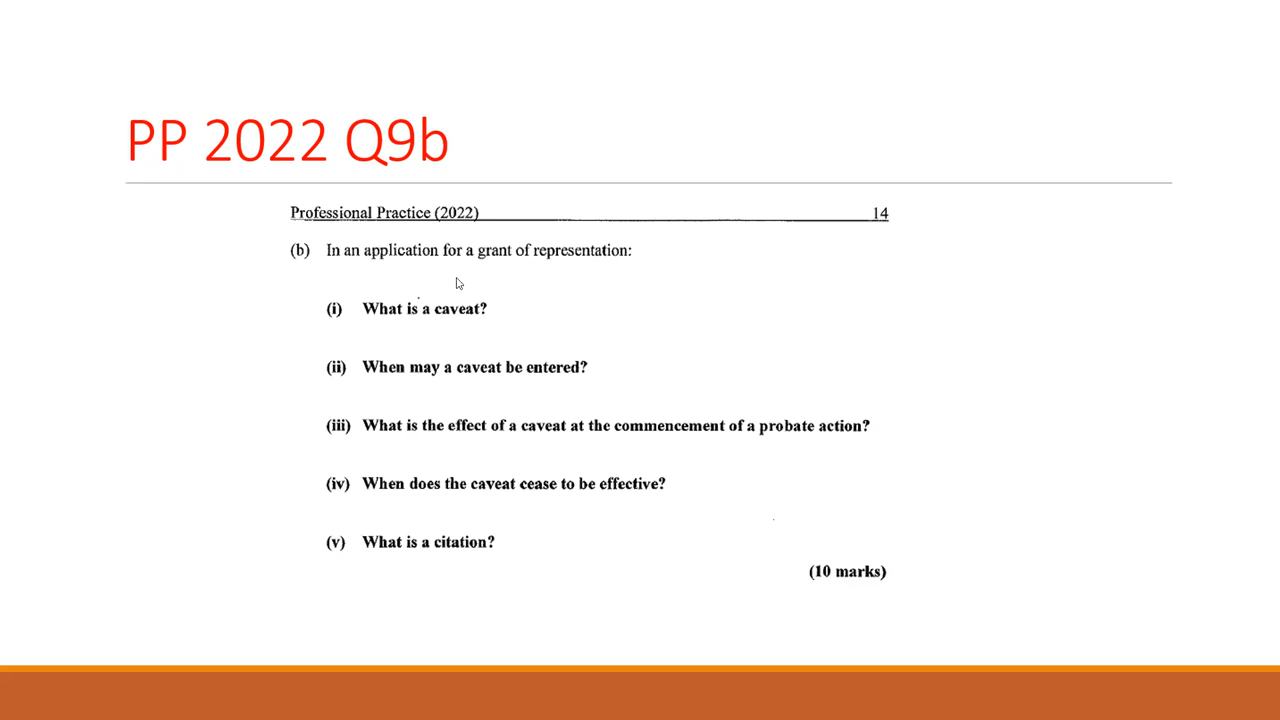 PP 2022 Q9b
Professional Practice (2022) 14
(b) In an application for a grant of representation:
(i) What is a caveat?
(ii) When may a caveat be entered?
(iii) What is the effect of a caveat at the commencement of a probate action?
(iv) When does the caveat cease to be effective?
(v) What is a citation?
(10 marks)